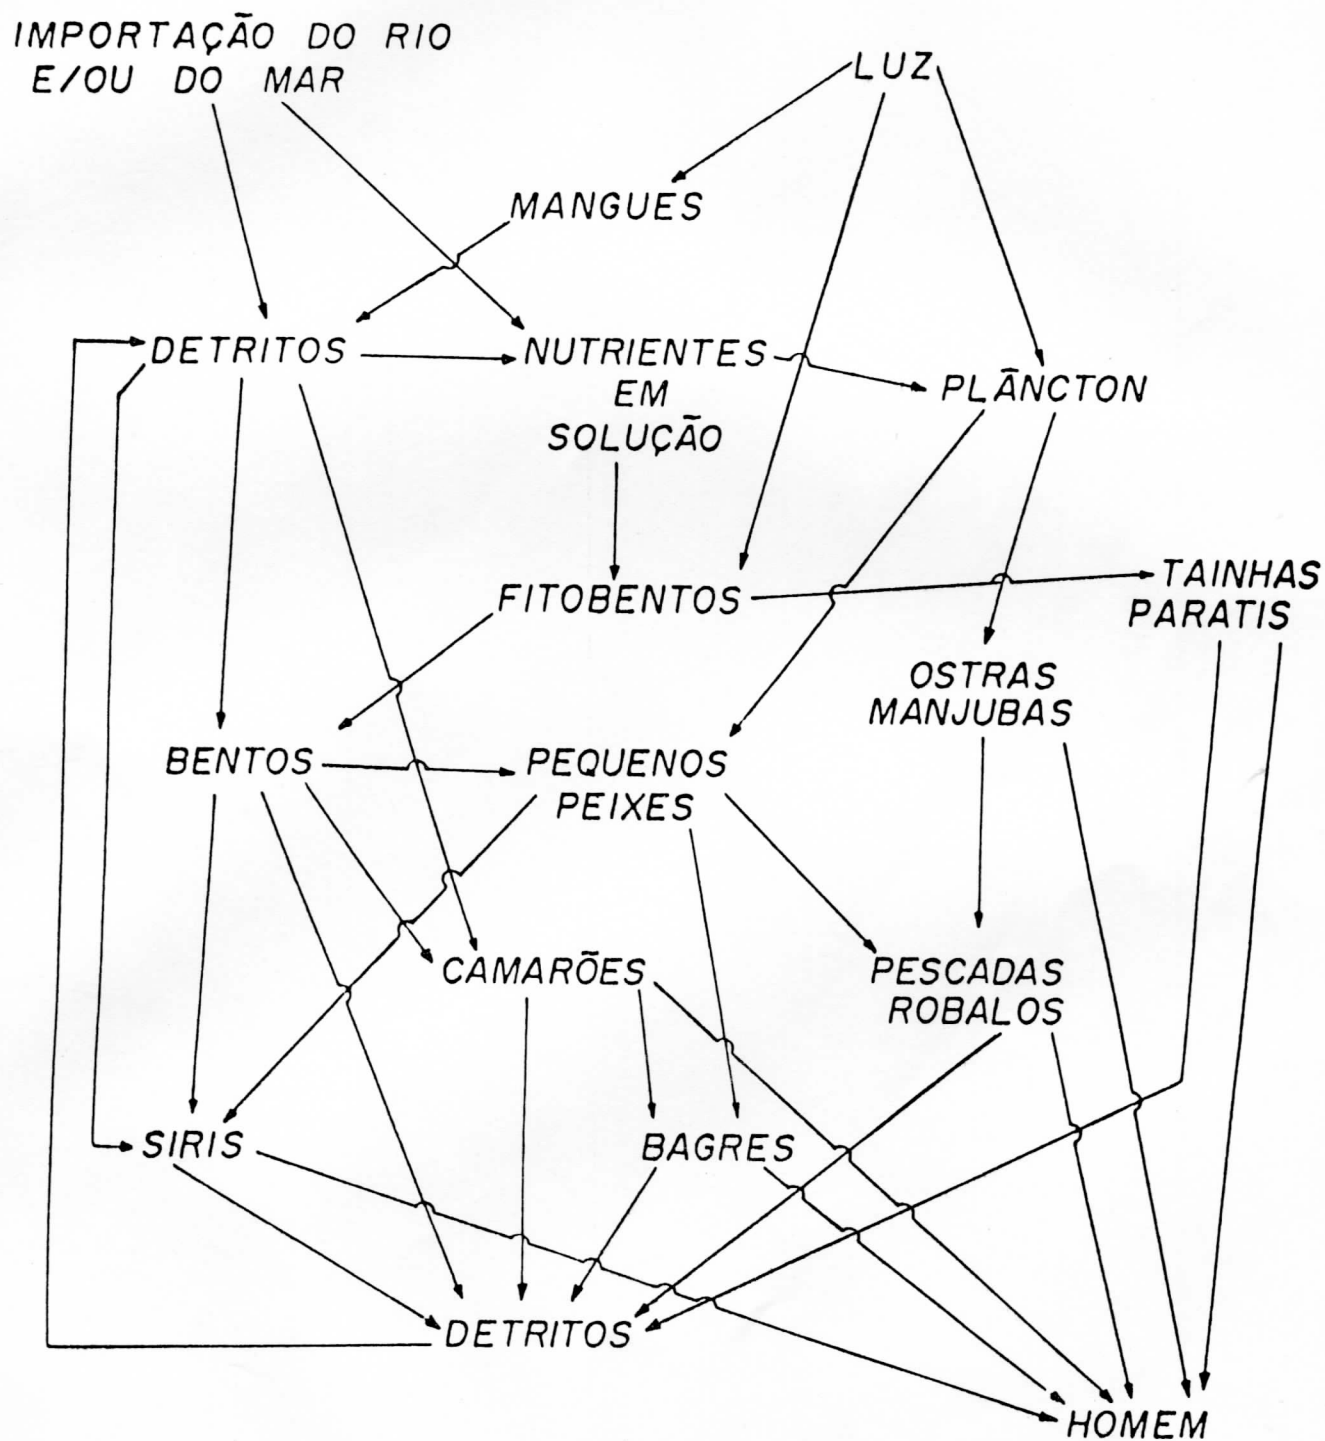 IMPORTAÇÃO DO RIO
E/OU DO MAR
LUZ
MANGUES
DETRITOS
NUTRIENTES
EM
SOLUÇÃO
PLÂNCTON
FITOBENTOS
TAINHAS
PARATIS
OSTRAS
MANJUBAS
BENTOS
PEQUENOS
PEIXES
CAMARÕES
PESCADAS
ROBALOS
SIRIS
BAGRES
DETRITOS
HOMEM